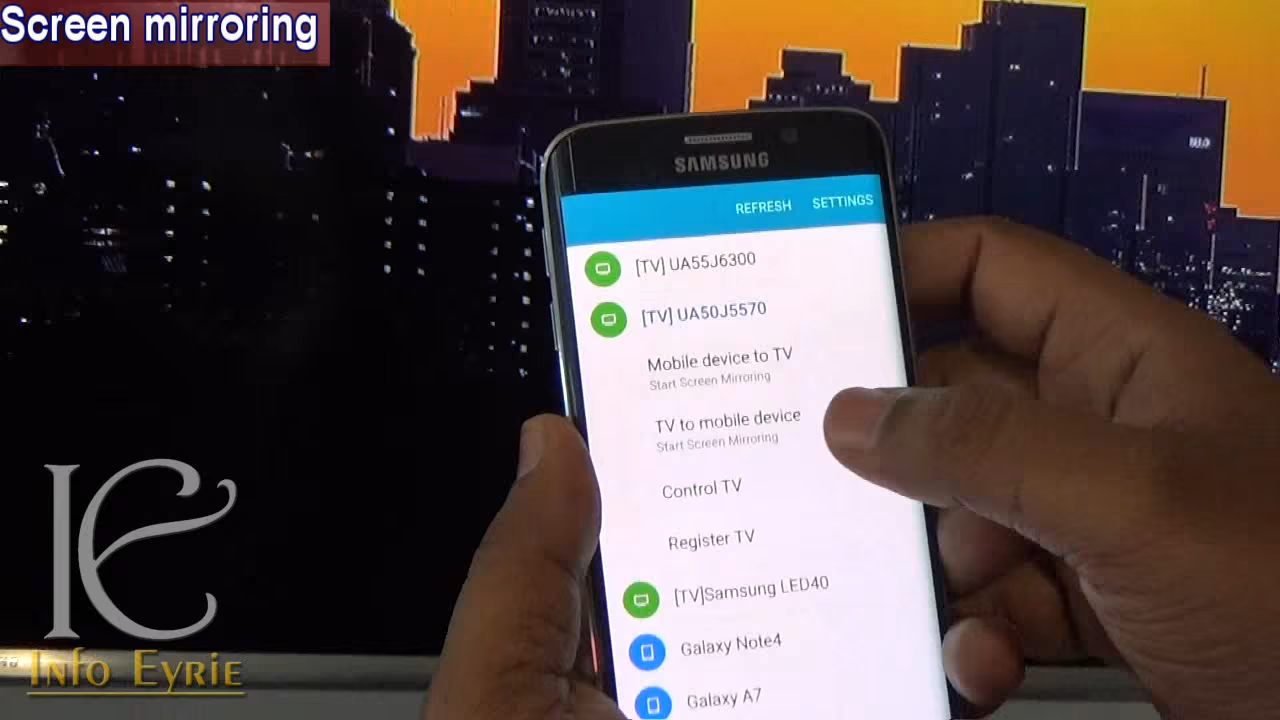 Screen mirroring
SAMSUNG
REFRESH SETTINGS
[TV] UA55J6300
[TV] UA50J5570
Mobile device to TV
Start Screen Mirroring
TV to mobile device
Start Screen Mirroring
Control TV
Register TV
[TV]Samsung LED40
Galaxy Note4
Galaxy A7
Info Eyrie